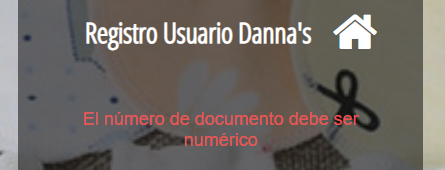 Registro Usuario Danna's
El número de documento debe ser
numérico